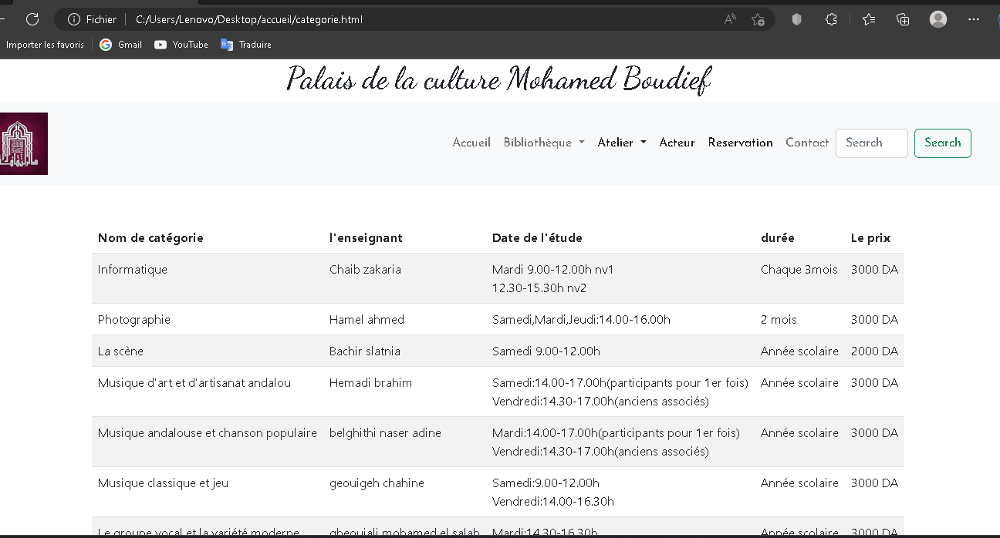 Fichier C:/Users/Lenovo/Desktop/accueil/categorie.html
Importer les favoris Gmail YouTube Traduire
Palais de la culture Mohamed Boudief
Accueil Bibliothèque Atelier Acteur Reservation Contact Search Search
Nom de catégorie l'enseignant Date de l'étude durée Le prix
Informatique Chaib zakaria Mardi 9.00-12.00h nv1 Chaque 3mois 3000 DA
12.30-15.30h nv2
Photographie Hamel ahmed Samedi,Mardi,Jeudi:14.00-16.00h 2 mois 3000 DA
La scène Bachir slatnia Samedi 9.00-12.00h Année scolaire 2000 DA
Musique d'art et d'artisanat andalou Hemadi brahim Samedi:14.00-17.00h(participants pour 1er fois) Année scolaire 3000 DA
Vendredi:14.30-17.00h(anciens associés)
Musique andalouse et chanson populaire belghithi naser adine Mardi:14.00-17.00h(participants pour 1er fois) Année scolaire 3000 DA
Vendredi:14.30-17.00h(anciens associés)
Musique classique et jeu geouigeh chahine Samedi:9.00-12.00h Année scolaire 3000 DA
Vendredi:14.00-16.30h
Le groupe vocal et la variété moderne gheouiali mohamed el salah Mardi:14.30-16.30h Année scolaire 3000 DA